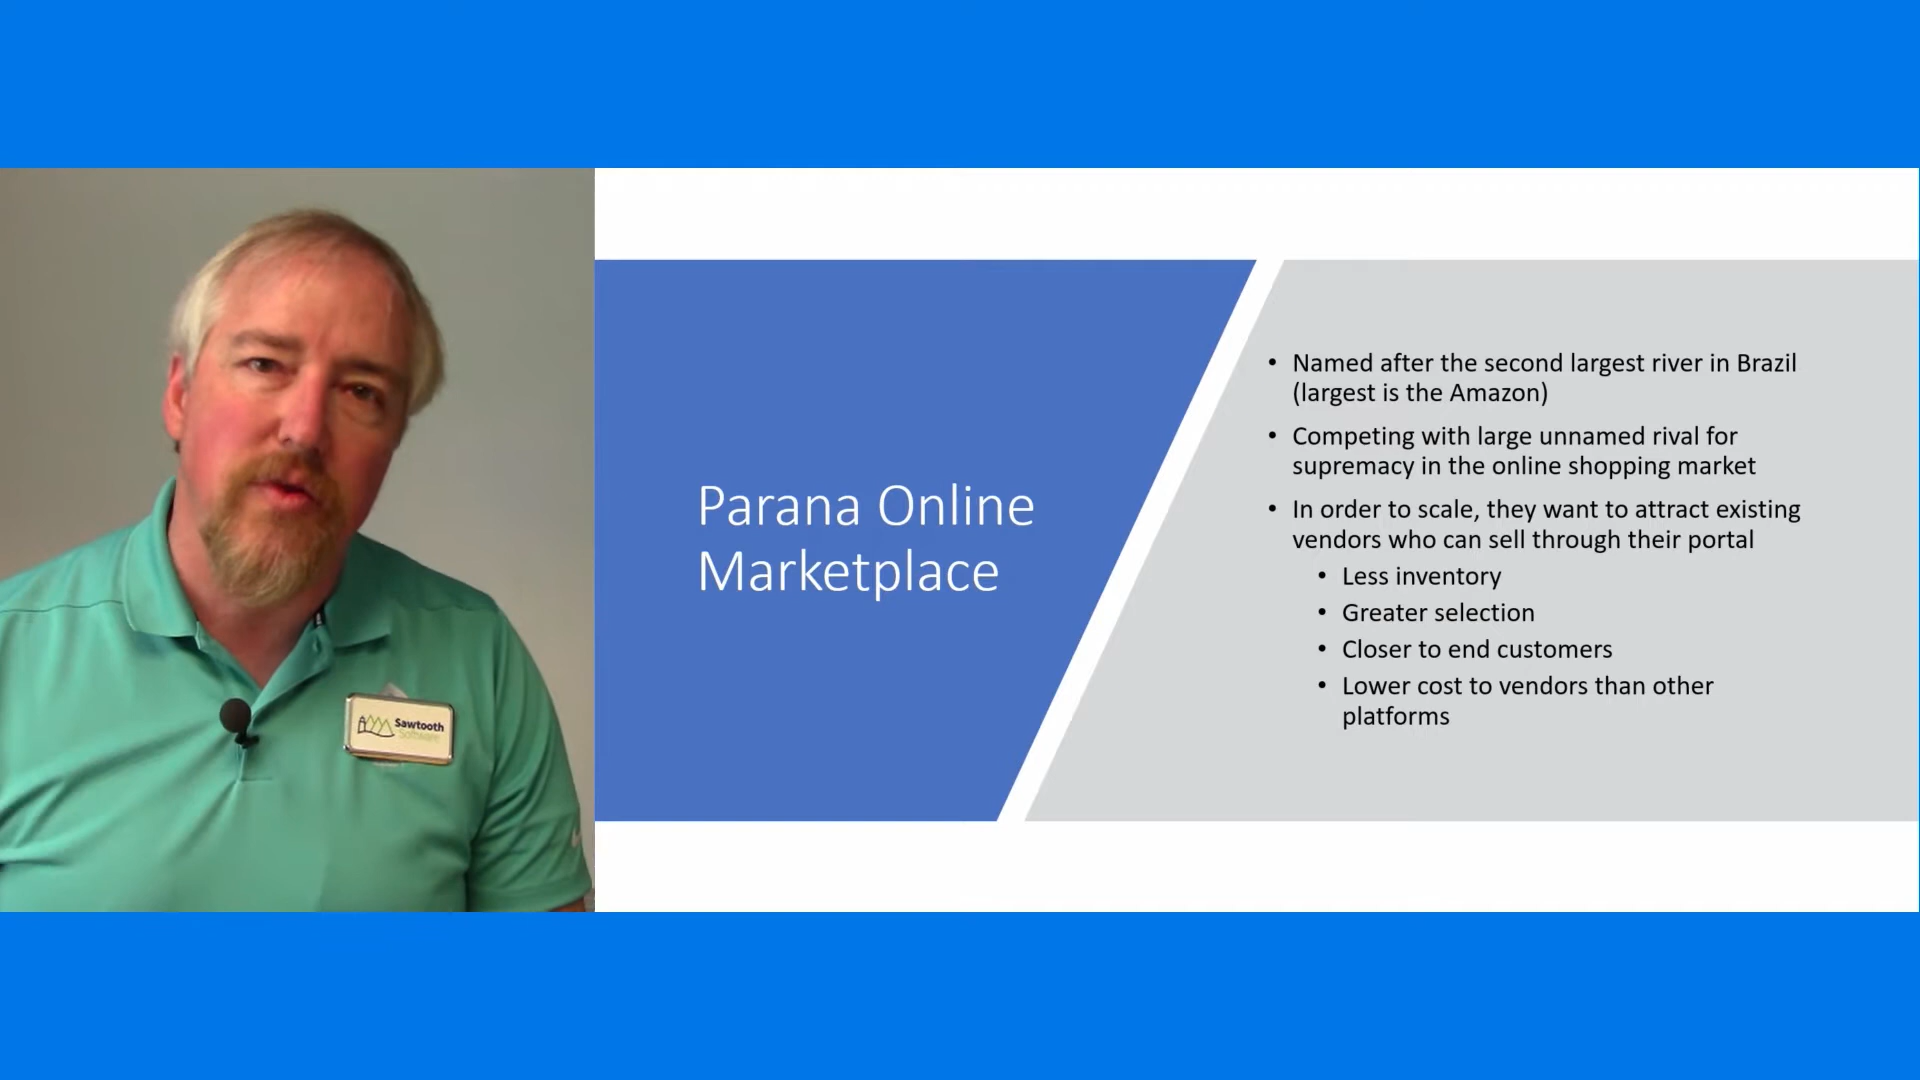 Sawtooth
Software
Parana Online
Marketplace
• Named after the second largest river in Brazil
(largest is the Amazon)
• Competing with large unnamed rival for
supremacy in the online shopping market
• In order to scale, they want to attract existing
vendors who can sell through their portal
• Less inventory
• Greater selection
• Closer to end customers
• Lower cost to vendors than other
platforms